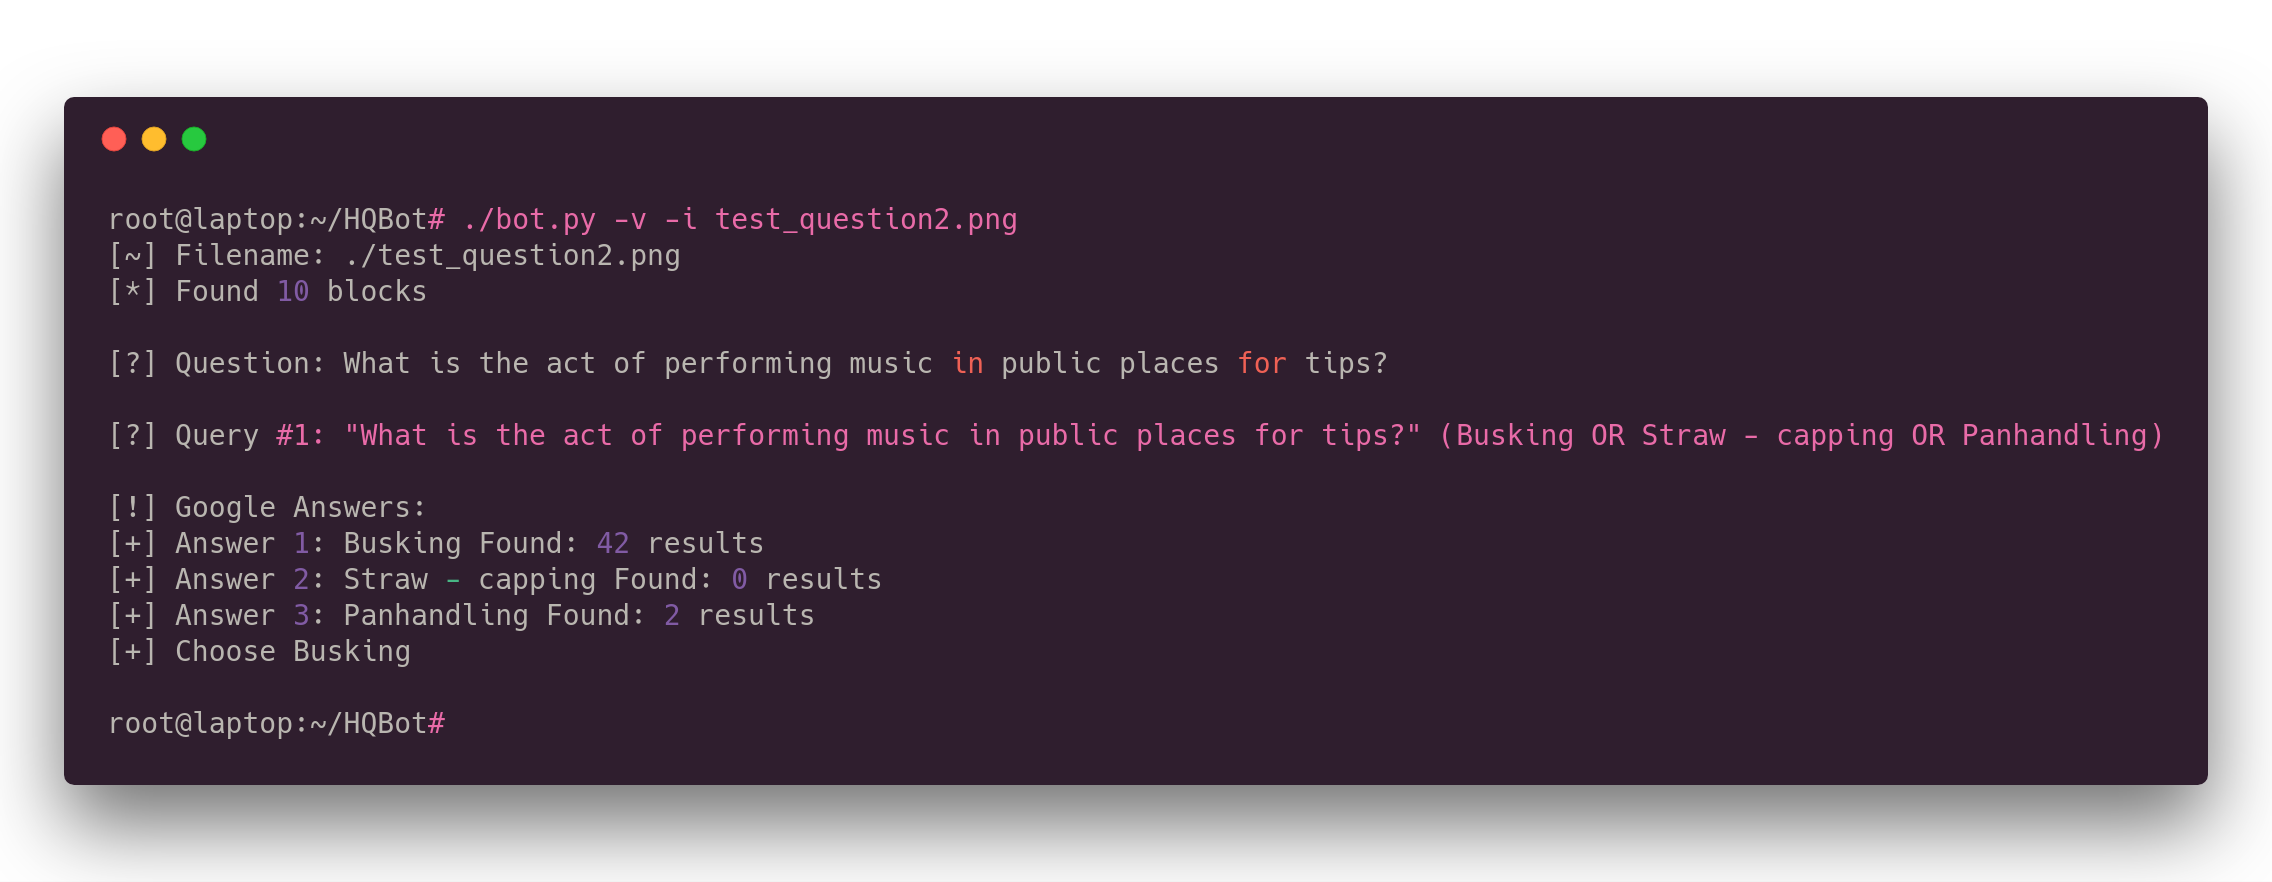 root@laptop:~/HQBot# ./bot.py -v -i test_question2.png
[~] Filename: ./test_question2.png
[*] Found 10 blocks
[?] Question: What is the act of performing music in public places for tips?
[?] Query #1: "What is the act of performing music in public places for tips?" (Busking OR Straw - capping OR Panhandling)
[!] Google Answers:
[+] Answer 1: Busking Found: 42 results
[+] Answer 2: Straw - capping Found: 0 results
[+] Answer 3: Panhandling Found: 2 results
[+] Choose Busking
root@laptop:~/HQBot#